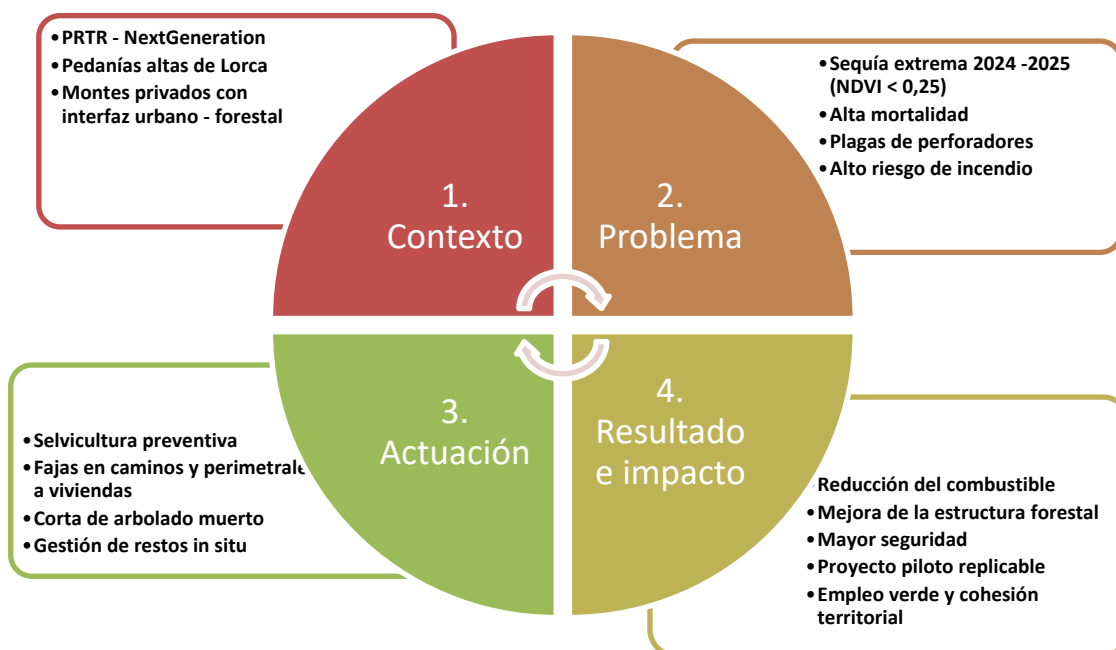 • PRTR - NextGeneration
• Pedanías altas de Lorca
• Montes privados con
interfaz urbano - forestal
1.
Contexto
• Sequía extrema 2024 -2025
(NDVI < 0,25)
• Alta mortalidad
• Plagas de perforadores
• Alto riesgo de incendio
2.
Problema
• Selvicultura preventiva
• Fajas en caminos y perimetrale
a viviendas
• Corta de arbolado muerto
• Gestión de restos in situ
3.
Actuación
4.
Resultado
e impacto
Reducción del combustible
• Mejora de la estructura forestal
• Mayor seguridad
• Proyecto piloto replicable
• Empleo verde y cohesión
territorial